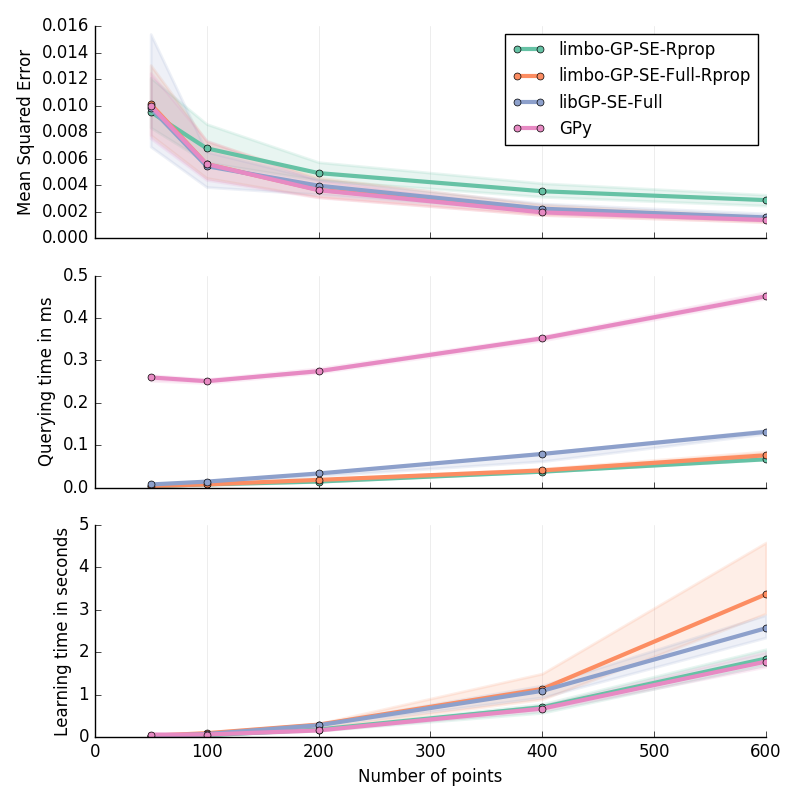 0.016
0.014
0.012
0.010
0.008
0.006
0.004
0.002
0.000
Mean Squared Error
limbo-GP-SE-Rprop
limbo-GP-SE-Full-Rprop
libGP-SE-Full
GPy
0.5
0.4
0.3
0.2
0.1
0.0
Querying time in ms
5
4
3
2
1
0
Learning time in seconds
0 100 200 300 400 500 600
Number of points